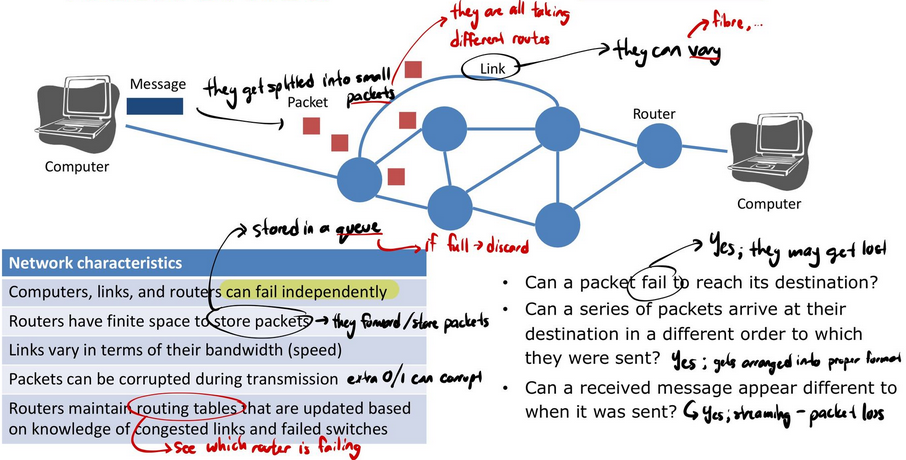 they are all taking
different routes
fibre,...
Link
they can vary
Message
they get splitted into small
packets
Packet
Router
Computer
Computer
stored in a queue
if full → discard
Yes; they may get lost
Network characteristics
Computers, links, and routers can fail independently
Routers have finite space to store packets → they forward/store packets
Links vary in terms of their bandwidth (speed)
Packets can be corrupted during transmission extra 0/1 can corrupt
Routers maintain routing tables that are updated based
on knowledge of congested links and failed switches
see which router is failing
• Can a packet fail to reach its destination?
• Can a series of packets arrive at their
destination in a different order to which
they were sent? Yes; gets arranged into proper format
• Can a received message appear different to
when it was sent? Yes; streaming - packet loss